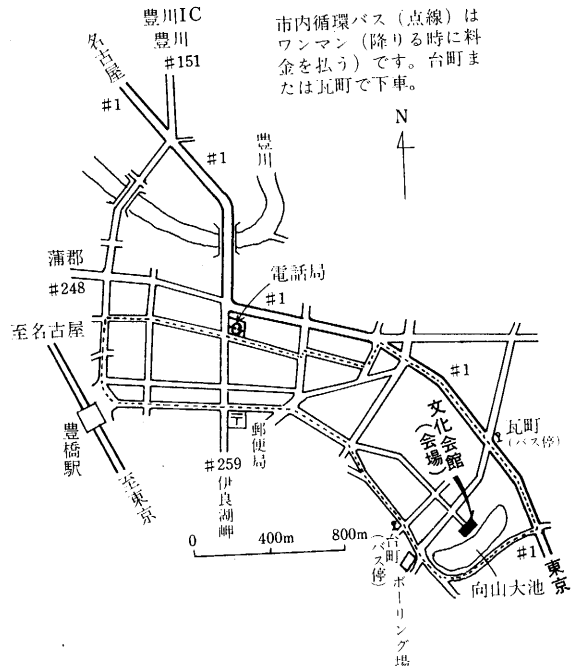 豊川IC
豊川
#151
名古屋
#1
市内循環バス(点線)は
ワンマン(降りる時に料
金を払う)です。台町ま
たは瓦町で下車。
N
#1
豊川
蒲郡
#248
電話局
#1
至名古屋
#1
文化会館
(会場)
瓦町
(バス停)
豊橋駅
〒
郵便局
#259
伊良湖岬
至東京
0 400m 800m
台町
(バス停)
ボーリング場
向山大池
#1
東京